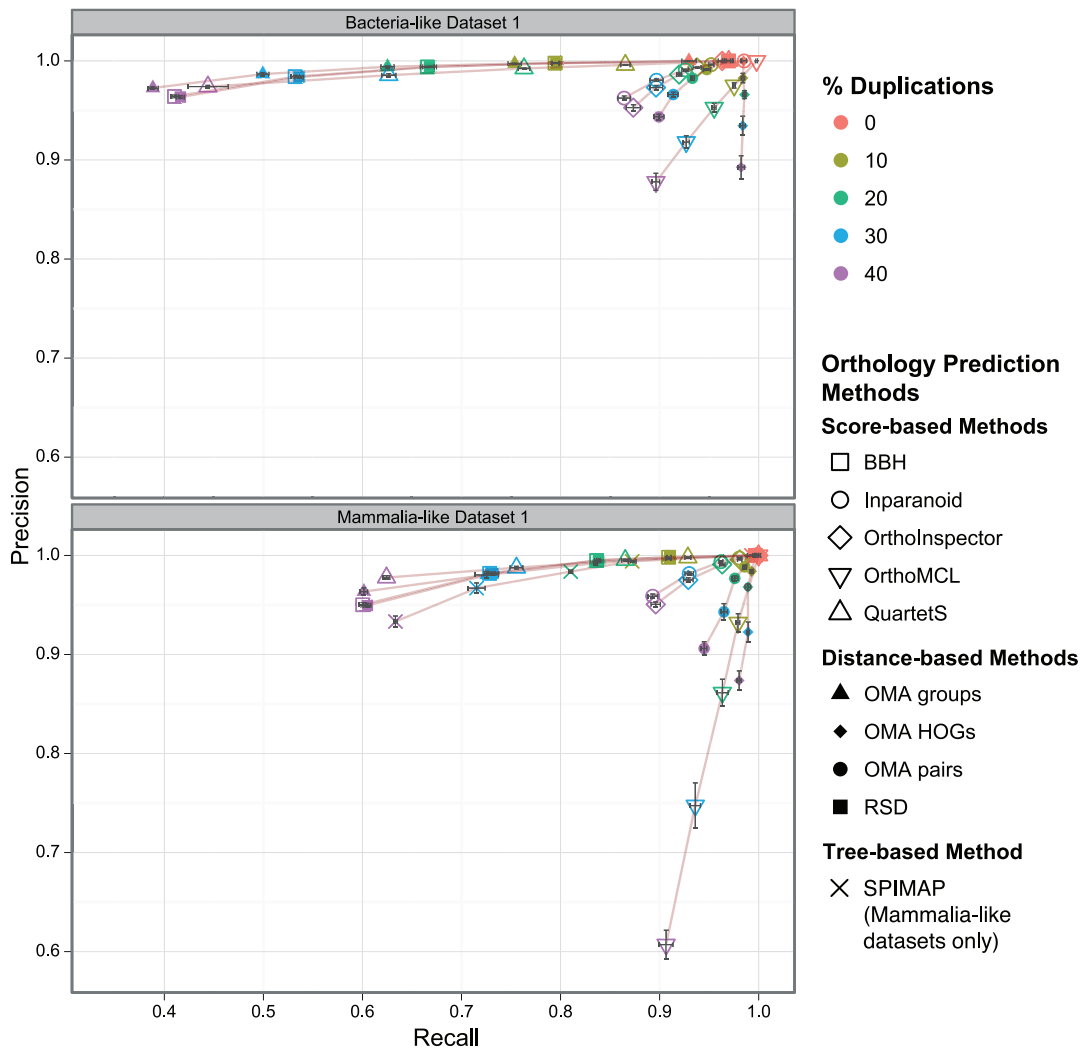 Bacteria-like Dataset 1
1.0
0.9
0.8
0.7
0.6
Precision
Mammalia-like Dataset 1
1.0
0.9
0.8
0.7
0.6
0.4
0.5
0.6
0.7
0.8
0.9
1.0
Recall
% Duplications
0
10
20
30
40
Orthology Prediction
Methods
Score-based Methods
BBH
Inparanoid
OrthoInspector
OrthoMCL
QuartetS
Distance-based Methods
OMA groups
OMA HOGs
OMA pairs
RSD
Tree-based Method
SPIMAP
(Mammalia-like
datasets only)